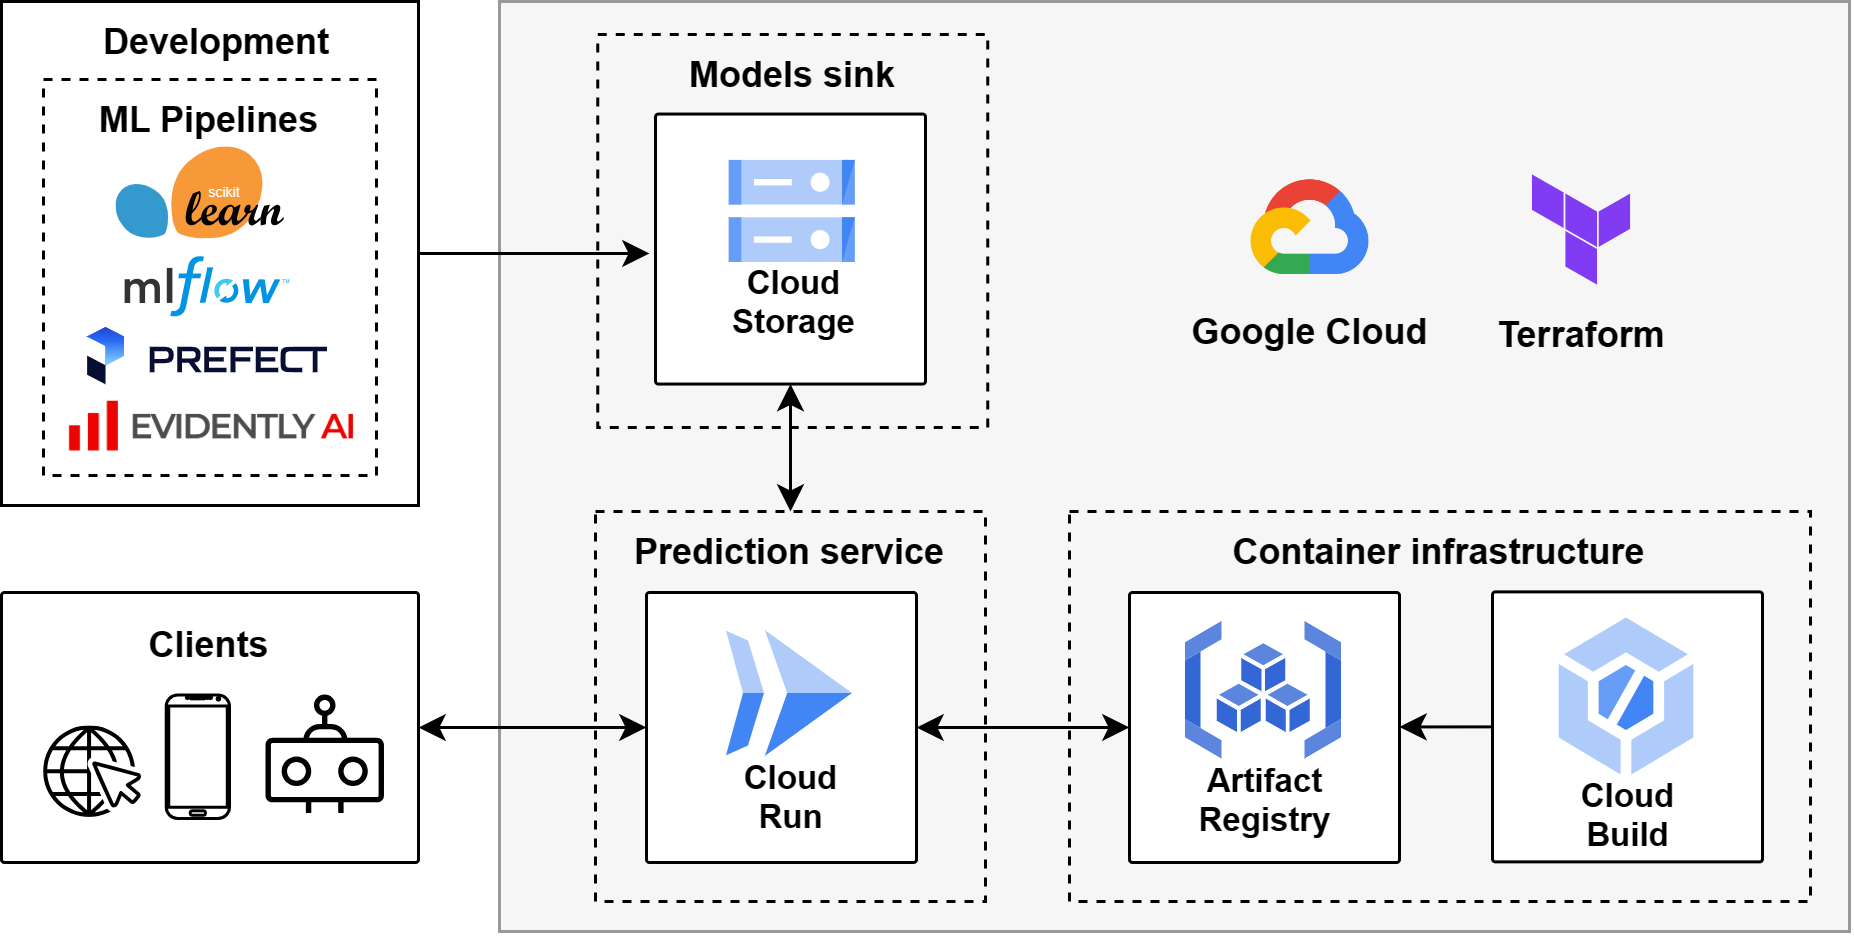 Development
ML Pipelines
scikit
learn
mlflow™
PREFECT
EVIDENTLY AI
Models sink
Cloud
Storage
Google Cloud
Terraform
Clients
Prediction service
Cloud
Run
Container infrastructure
Artifact
Registry
Cloud
Build